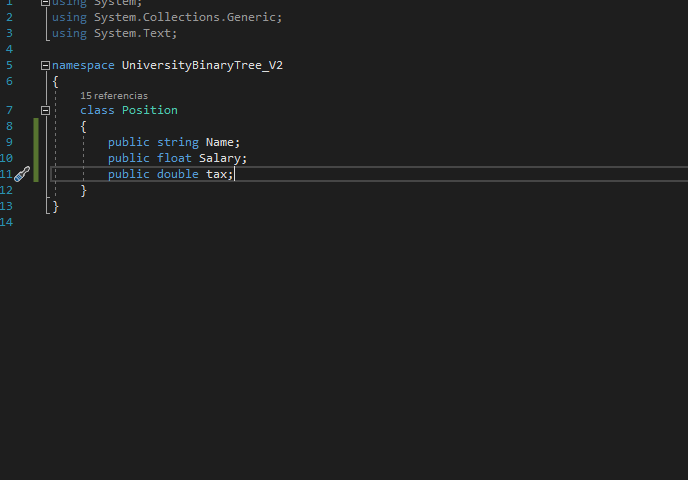 1 using System;
2 using System.Collections.Generic;
3 using System.Text;
4
5 namespace UniversityBinaryTree_V2
6 {
15 referencias
7 class Position
8 {
9 public string Name;
10 public float Salary;
11 public double tax;
12 }
13 }
14